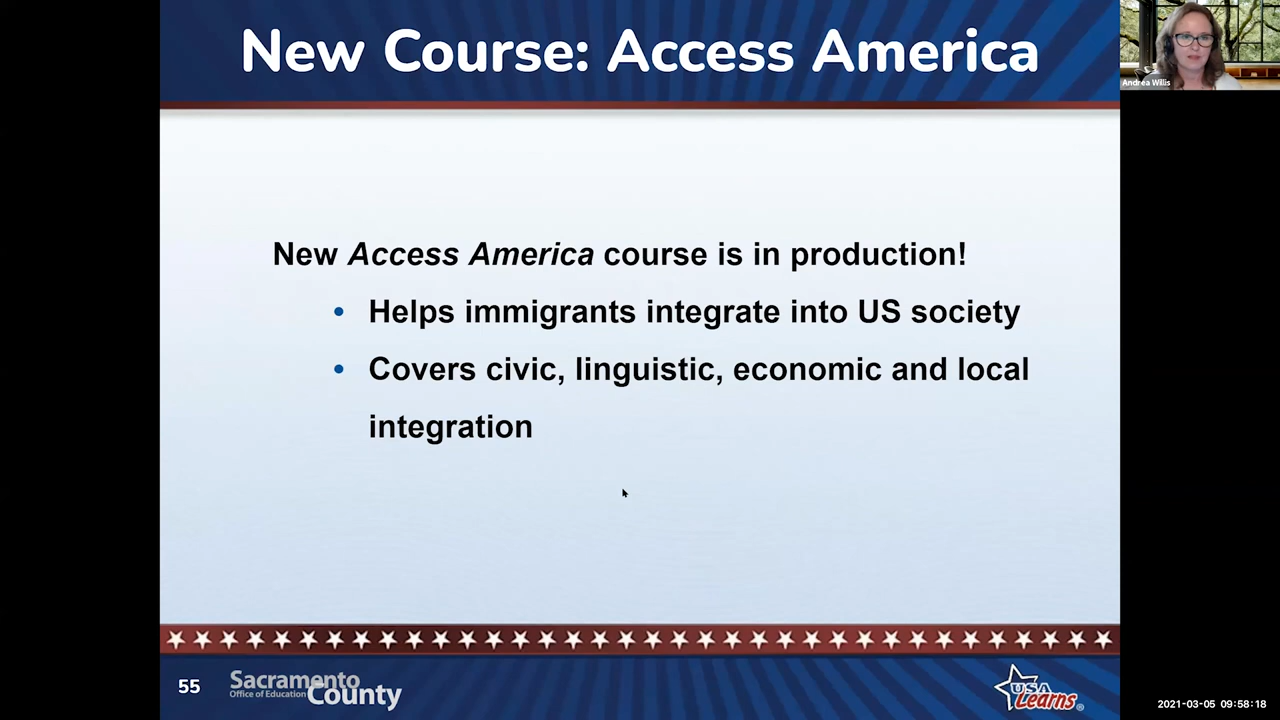 New Course: Access America
Andrea Willis
New Access America course is in production!
• Helps immigrants integrate into US society
• Covers civic, linguistic, economic and local
integration
55
Sacramento
Office of Education
County
USA
Learns®
2021-03-05 09:58:18